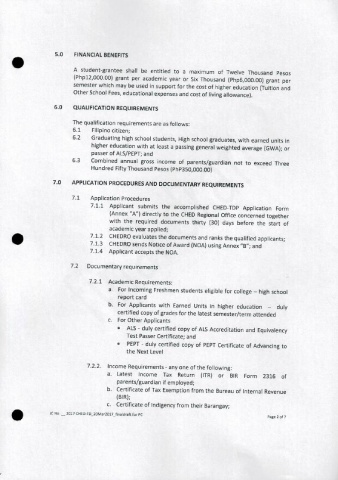 5.0 FINANCIAL BENEFITS
A student-grantee shall be entitled to a maximum of Twelve Thousand Pesos
(Php12,000.00) grant per academic year or Six Thousand (Php6,000.00) grant per
semester which may be used in support for the cost of higher education (Tuition and
Other School Fees, educational expenses and cost of living allowance).
6.0 QUALIFICATION REQUIREMENTS
The qualification requirements are as follows:
6.1 Filipino citizen;
6.2 Graduating high school students, High school graduates, with earned units in
higher education with at least a passing general weighted average (GWA); or
passer of ALS/PEPT; and
6.3 Combined annual gross income of parents/guardian not to exceed Three
Hundred Fifty Thousand Pesos (PhP350,000.00)
7.0 APPLICATION PROCEDURES AND DOCUMENTARY REQUIREMENTS
7.1 Application Procedures
7.1.1 Applicant submits the accomplished CHED-TDP Application Form
(Annex "A") directly to the CHED Regional Office concerned together
with the required documents thirty (30) days before the start of
academic year applied;
7.1.2 CHEDRO evaluates the documents and ranks the qualified applicants;
7.1.3 CHEDRO sends Notice of Award (NOA) using Annex "B"; and
7.1.4 Applicant accepts the NOA.
7.2 Documentary requirements
7.2.1 Academic Requirements:
a. For Incoming Freshmen students eligible for college – high school
report card
b. For Applicants with Earned Units in higher education – duly
certified copy of grades for the latest semester/term attended
c. For Other Applicants
• ALS - duly certified copy of ALS Accreditation and Equivalency
Test Passer Certificate; and
• PEPT - duly certified copy of PEPT Certificate of Advancing to
the Next Level
7.2.2. Income Requirements - any one of the following:
a. Latest Income Tax Return (ITR) or BIR Form 2316 of
parents/guardian if employed;
b. Certificate of Tax Exemption from the Bureau of Internal Revenue
(BIR);
c. Certificate of Indigency from their Barangay;
Page 2 of 7